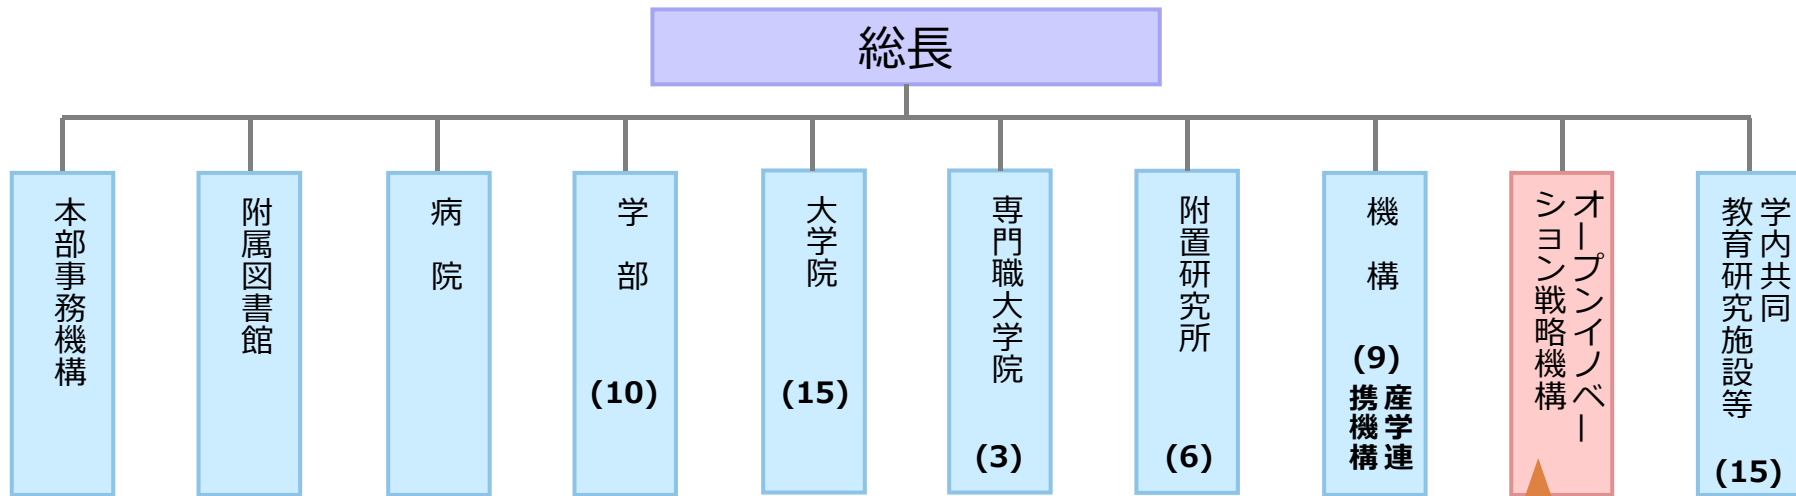 総長
本部事務機構
附属図書館
病院
学部
(10)
大学院
(15)
専門職大学院
(3)
附置研究所
(6)
機構
(9)
産学連
携機構
オープンイノベー
ション戦略機構
学内共同
教育研究施設等
(15)